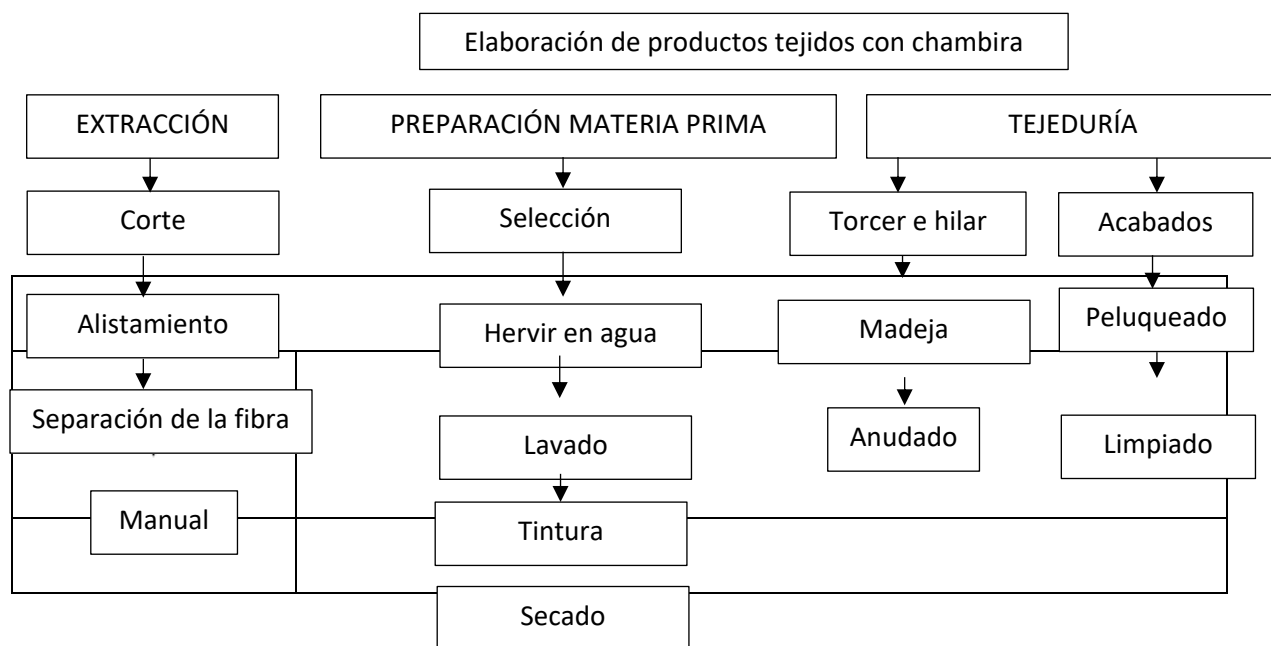 Elaboración de productos tejidos con chambira
EXTRACCIÓN
PREPARACIÓN MATERIA PRIMA
TEJEDURÍA
Corte
Selección
Torcer e hilar
Acabados
Alistamiento
Hervir en agua
Madeja
Peluqueado
Separación de la fibra
Lavado
Anudado
Limpiado
Manual
Tintura
Secado